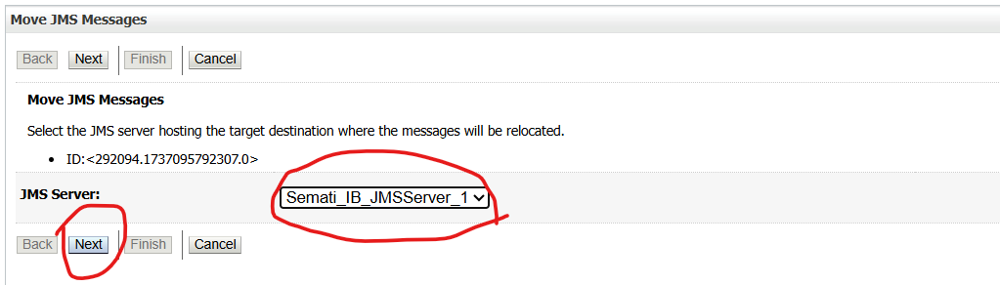 Move JMS Messages
Back Next Finish Cancel
Move JMS Messages
Select the JMS server hosting the target destination where the messages will be relocated.
• ID:<292094.1737095792307.0>
JMS Server: Semati_IB_JMSServer_1
Back Next Finish Cancel